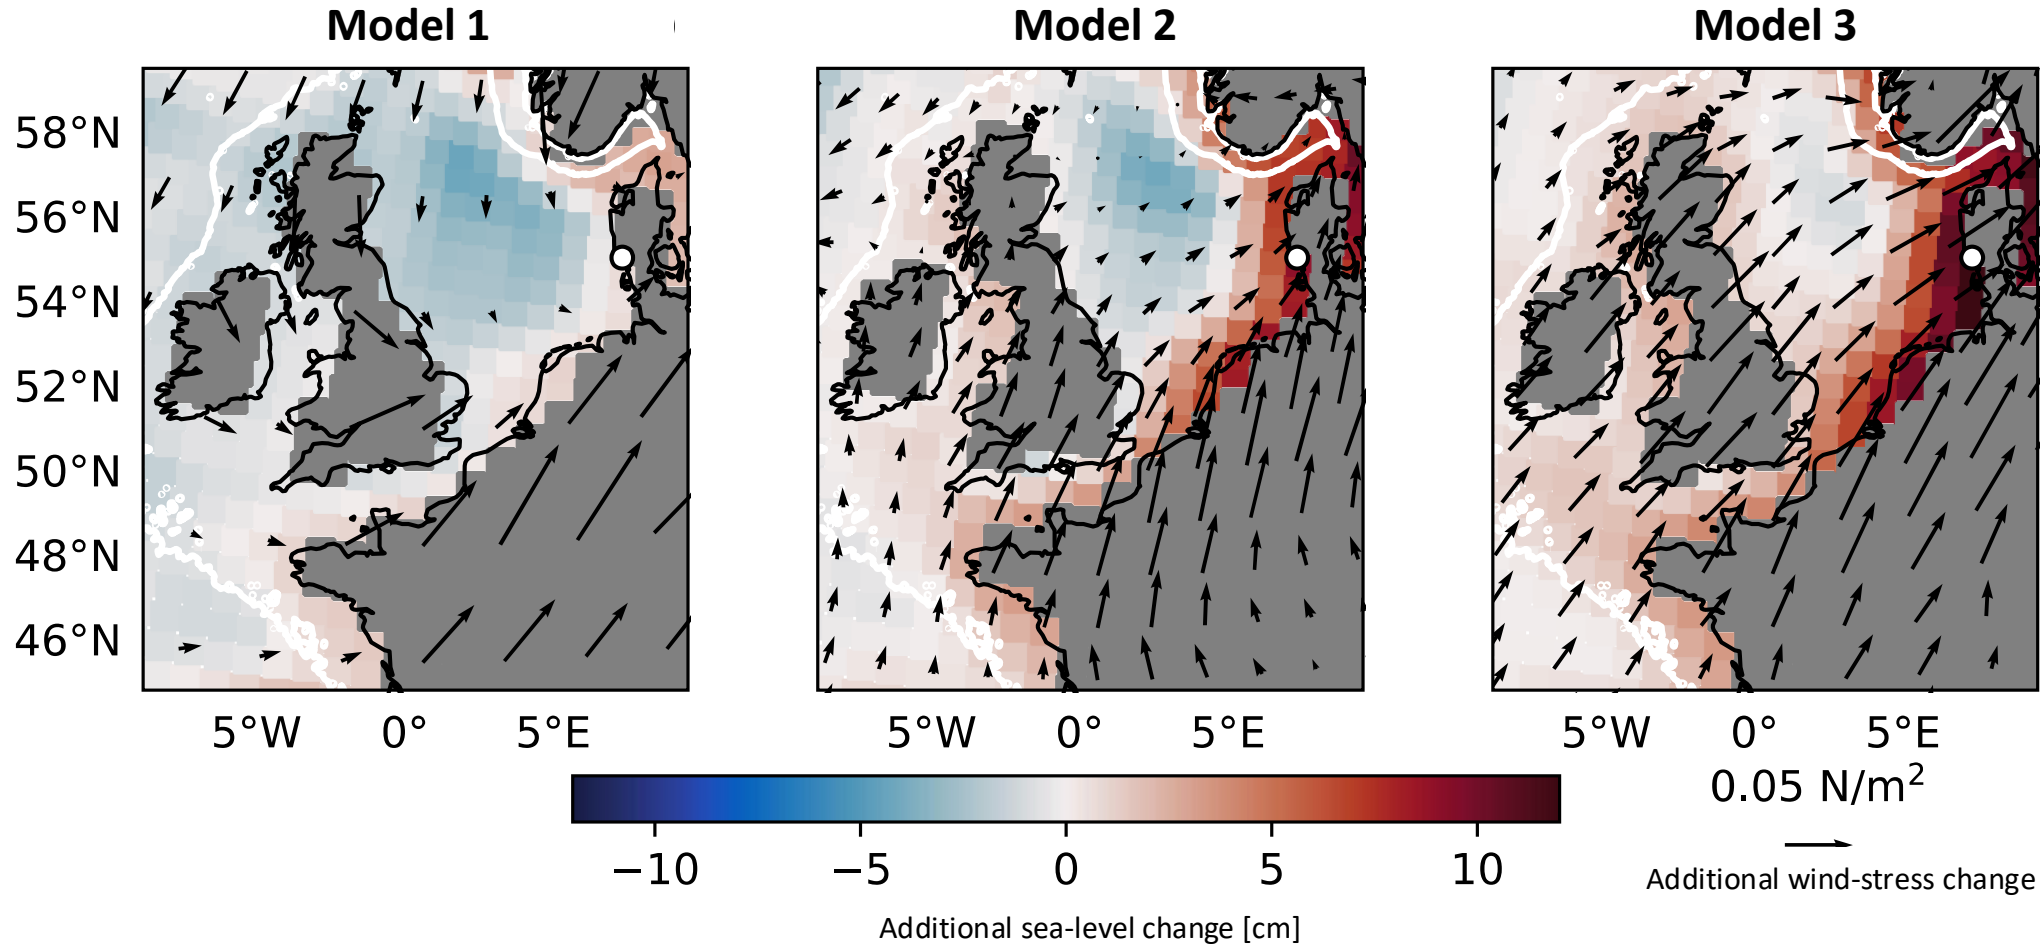 Model 1
Model 2
Model 3
58°N
56°N
54°N
52°N
50°N
48°N
46°N
5°W 0° 5°E
5°W 0° 5°E
5°W 0° 5°E
0.05 N/m²
−10 −5 0 5 10
Additional wind-stress change
Additional sea-level change [cm]